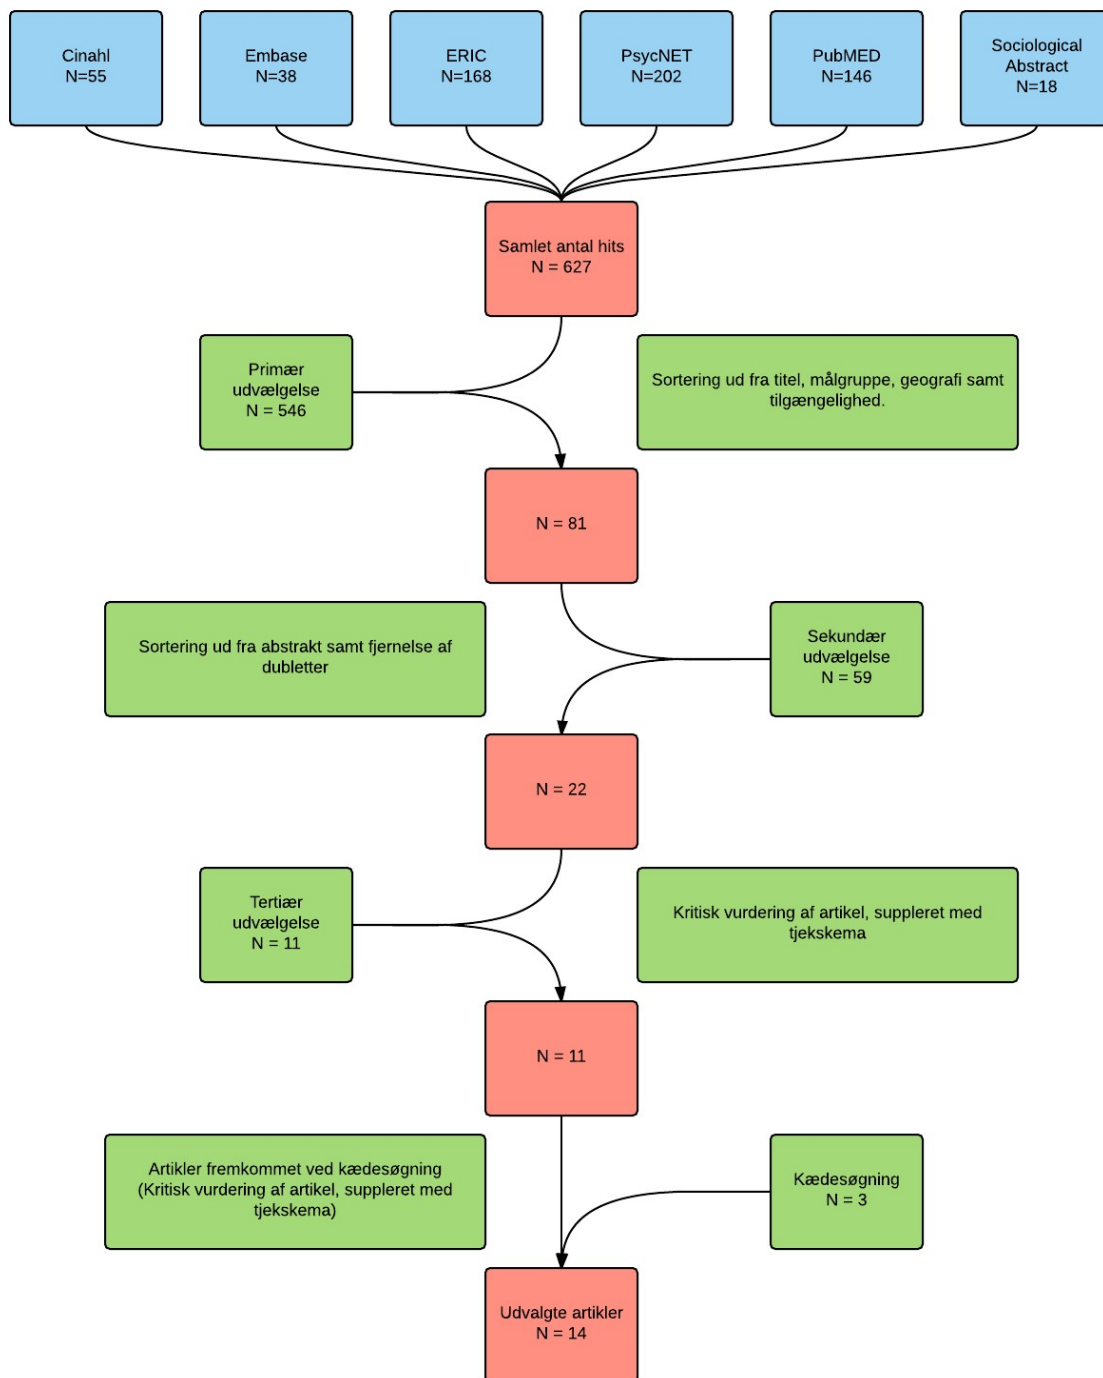 Cinahl
N=55
Embase
N=38
ERIC
N=168
PsycNET
N=202
PubMED
N=146
Sociological
Abstract
N=18
Samlet antal hits
N = 627
Primær
udvælgelse
N = 546
Sortering ud fra titel, målgruppe, geografi samt
tilgængelighed.
N = 81
Sortering ud fra abstrakt samt fjernelse af
dubletter
Sekundær
udvælgelse
N = 59
N = 22
Tertiær
udvælgelse
N = 11
Kritisk vurdering af artikel, suppleret med
tjekskema
N = 11
Artikler fremkommet ved kædesøgning
(Kritisk vurdering af artikel, suppleret med
tjekskema)
Kædesøgning
N = 3
Udvalgte artikler
N = 14